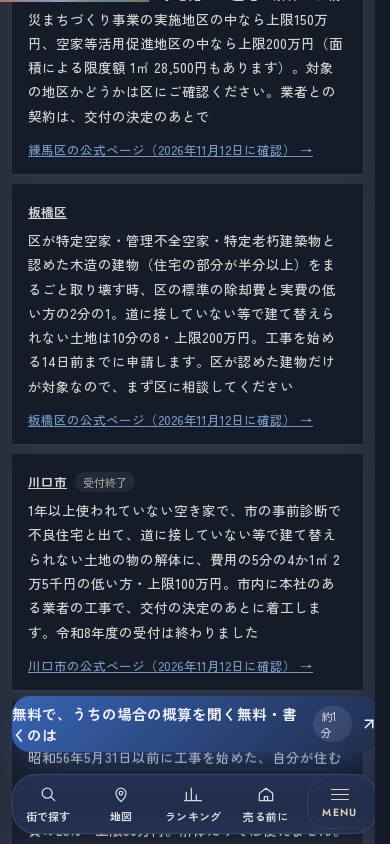 災まちづくり事業の実施地区の中なら上限150万
円、空家等活用促進地区の中なら上限200万円（面
積による限度額 1㎡ 28,500円もあります）。対象
の地区かどうかは区にご確認ください。業者との
契約は、交付の決定のあとで
練馬区の公式ページ（2026年11月12日に確認） →
板橋区
区が特定空家・管理不全空家・特定老朽建築物と
認めた木造の建物（住宅の部分が半分以上）をま
るごと取り壊す時、区の標準の除却費と実費の低
い方の2分の1。道に接していない等で建て替えら
れない土地は10分の8・上限200万円。工事を始め
る14日前までに申請します。区が認めた建物だけ
が対象なので、まず区に相談してください
板橋区の公式ページ（2026年11月12日に確認） →
川口市 受付終了
1年以上使われていない空き家で、市の事前診断で
不良住宅と出て、道に接していない等で建て替え
られない土地の物の解体に、費用の5分の4か1㎡ 2
万5千円の低い方・上限100万円。市内に本社のあ
る業者の工事で、交付の決定のあとに着工しま
す。令和8年度の受付は終わりました
川口市の公式ページ（2026年11月12日に確認） →
無料で、うちの場合の概算を聞く無料・書
くのは
約1
分
昭和56年5月31日以前に工事を始めた、自分が住む
街で探す
地図
ランキング
売る前に
MENU